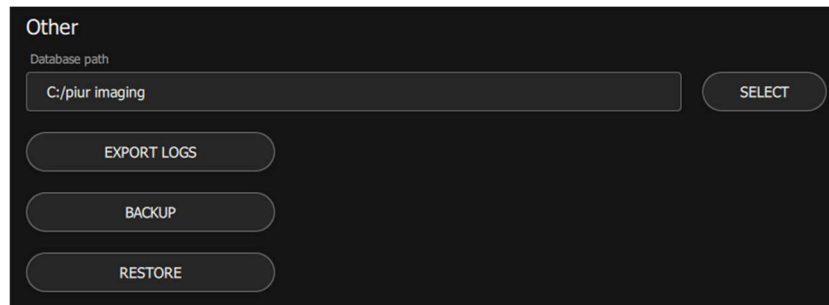 Other
Database path
C:/piur imaging
SELECT
EXPORT LOGS
BACKUP
RESTORE